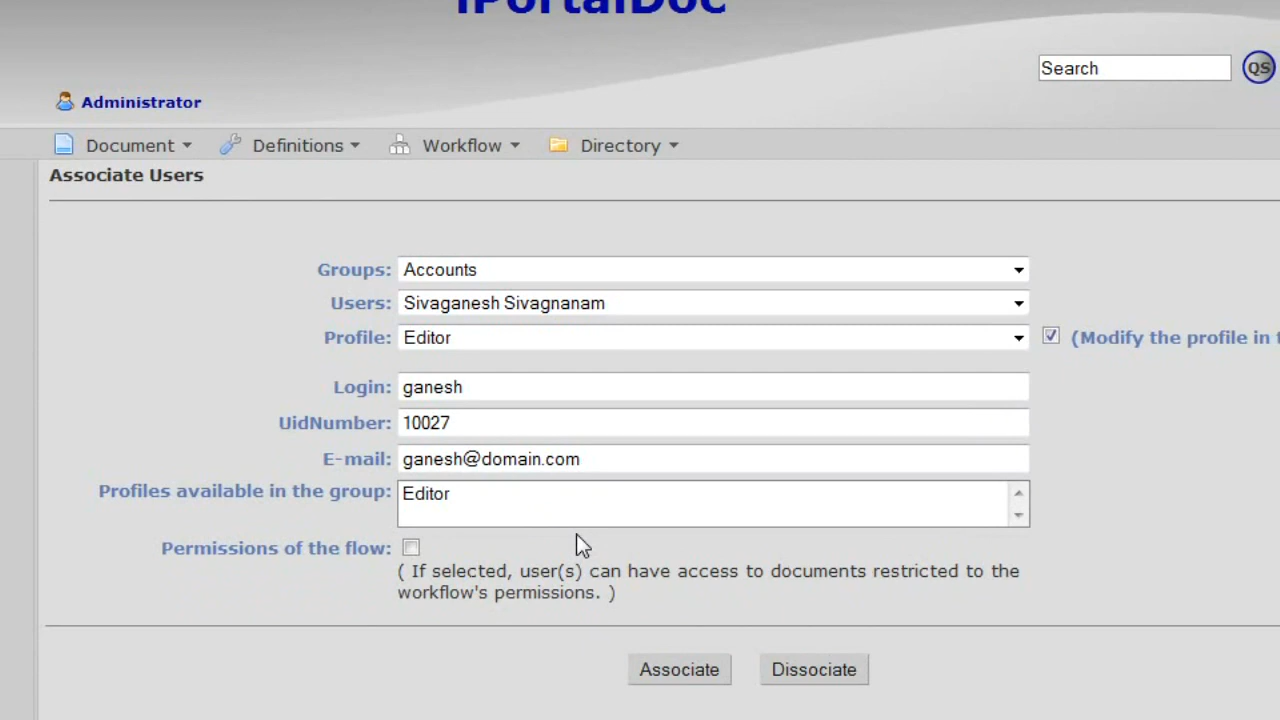 iPortalDoc
Search
QS
Administrator
Document
Definitions
Workflow
Directory
Associate Users
Groups: Accounts
Users: Sivaganesh Sivagnanam
Profile: Editor (Modify the profile in
Login: ganesh
UidNumber: 10027
E-mail: ganesh@domain.com
Profiles available in the group: Editor
Permissions of the flow:
( If selected, user(s) can have access to documents restricted to the
workflow's permissions. )
Associate Dissociate